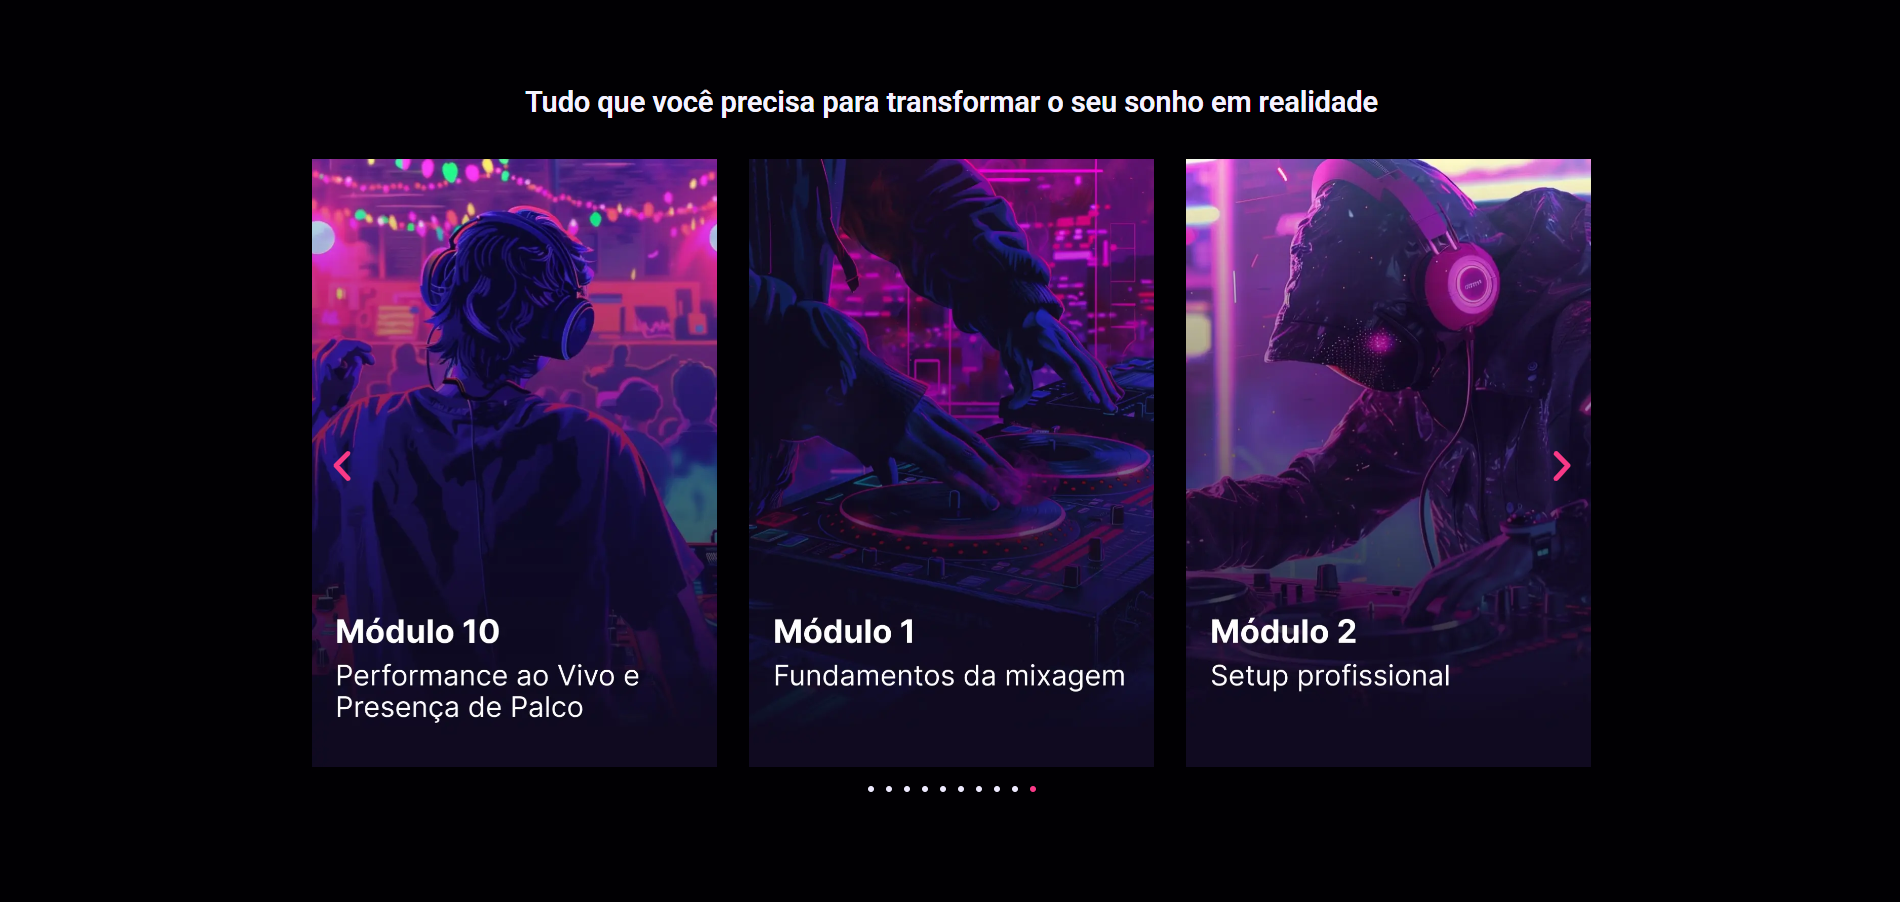 Tudo que você precisa para transformar o seu sonho em realidade
Módulo 10
Performance ao Vivo e
Presença de Palco
Módulo 1
Fundamentos da mixagem
Módulo 2
Setup profissional